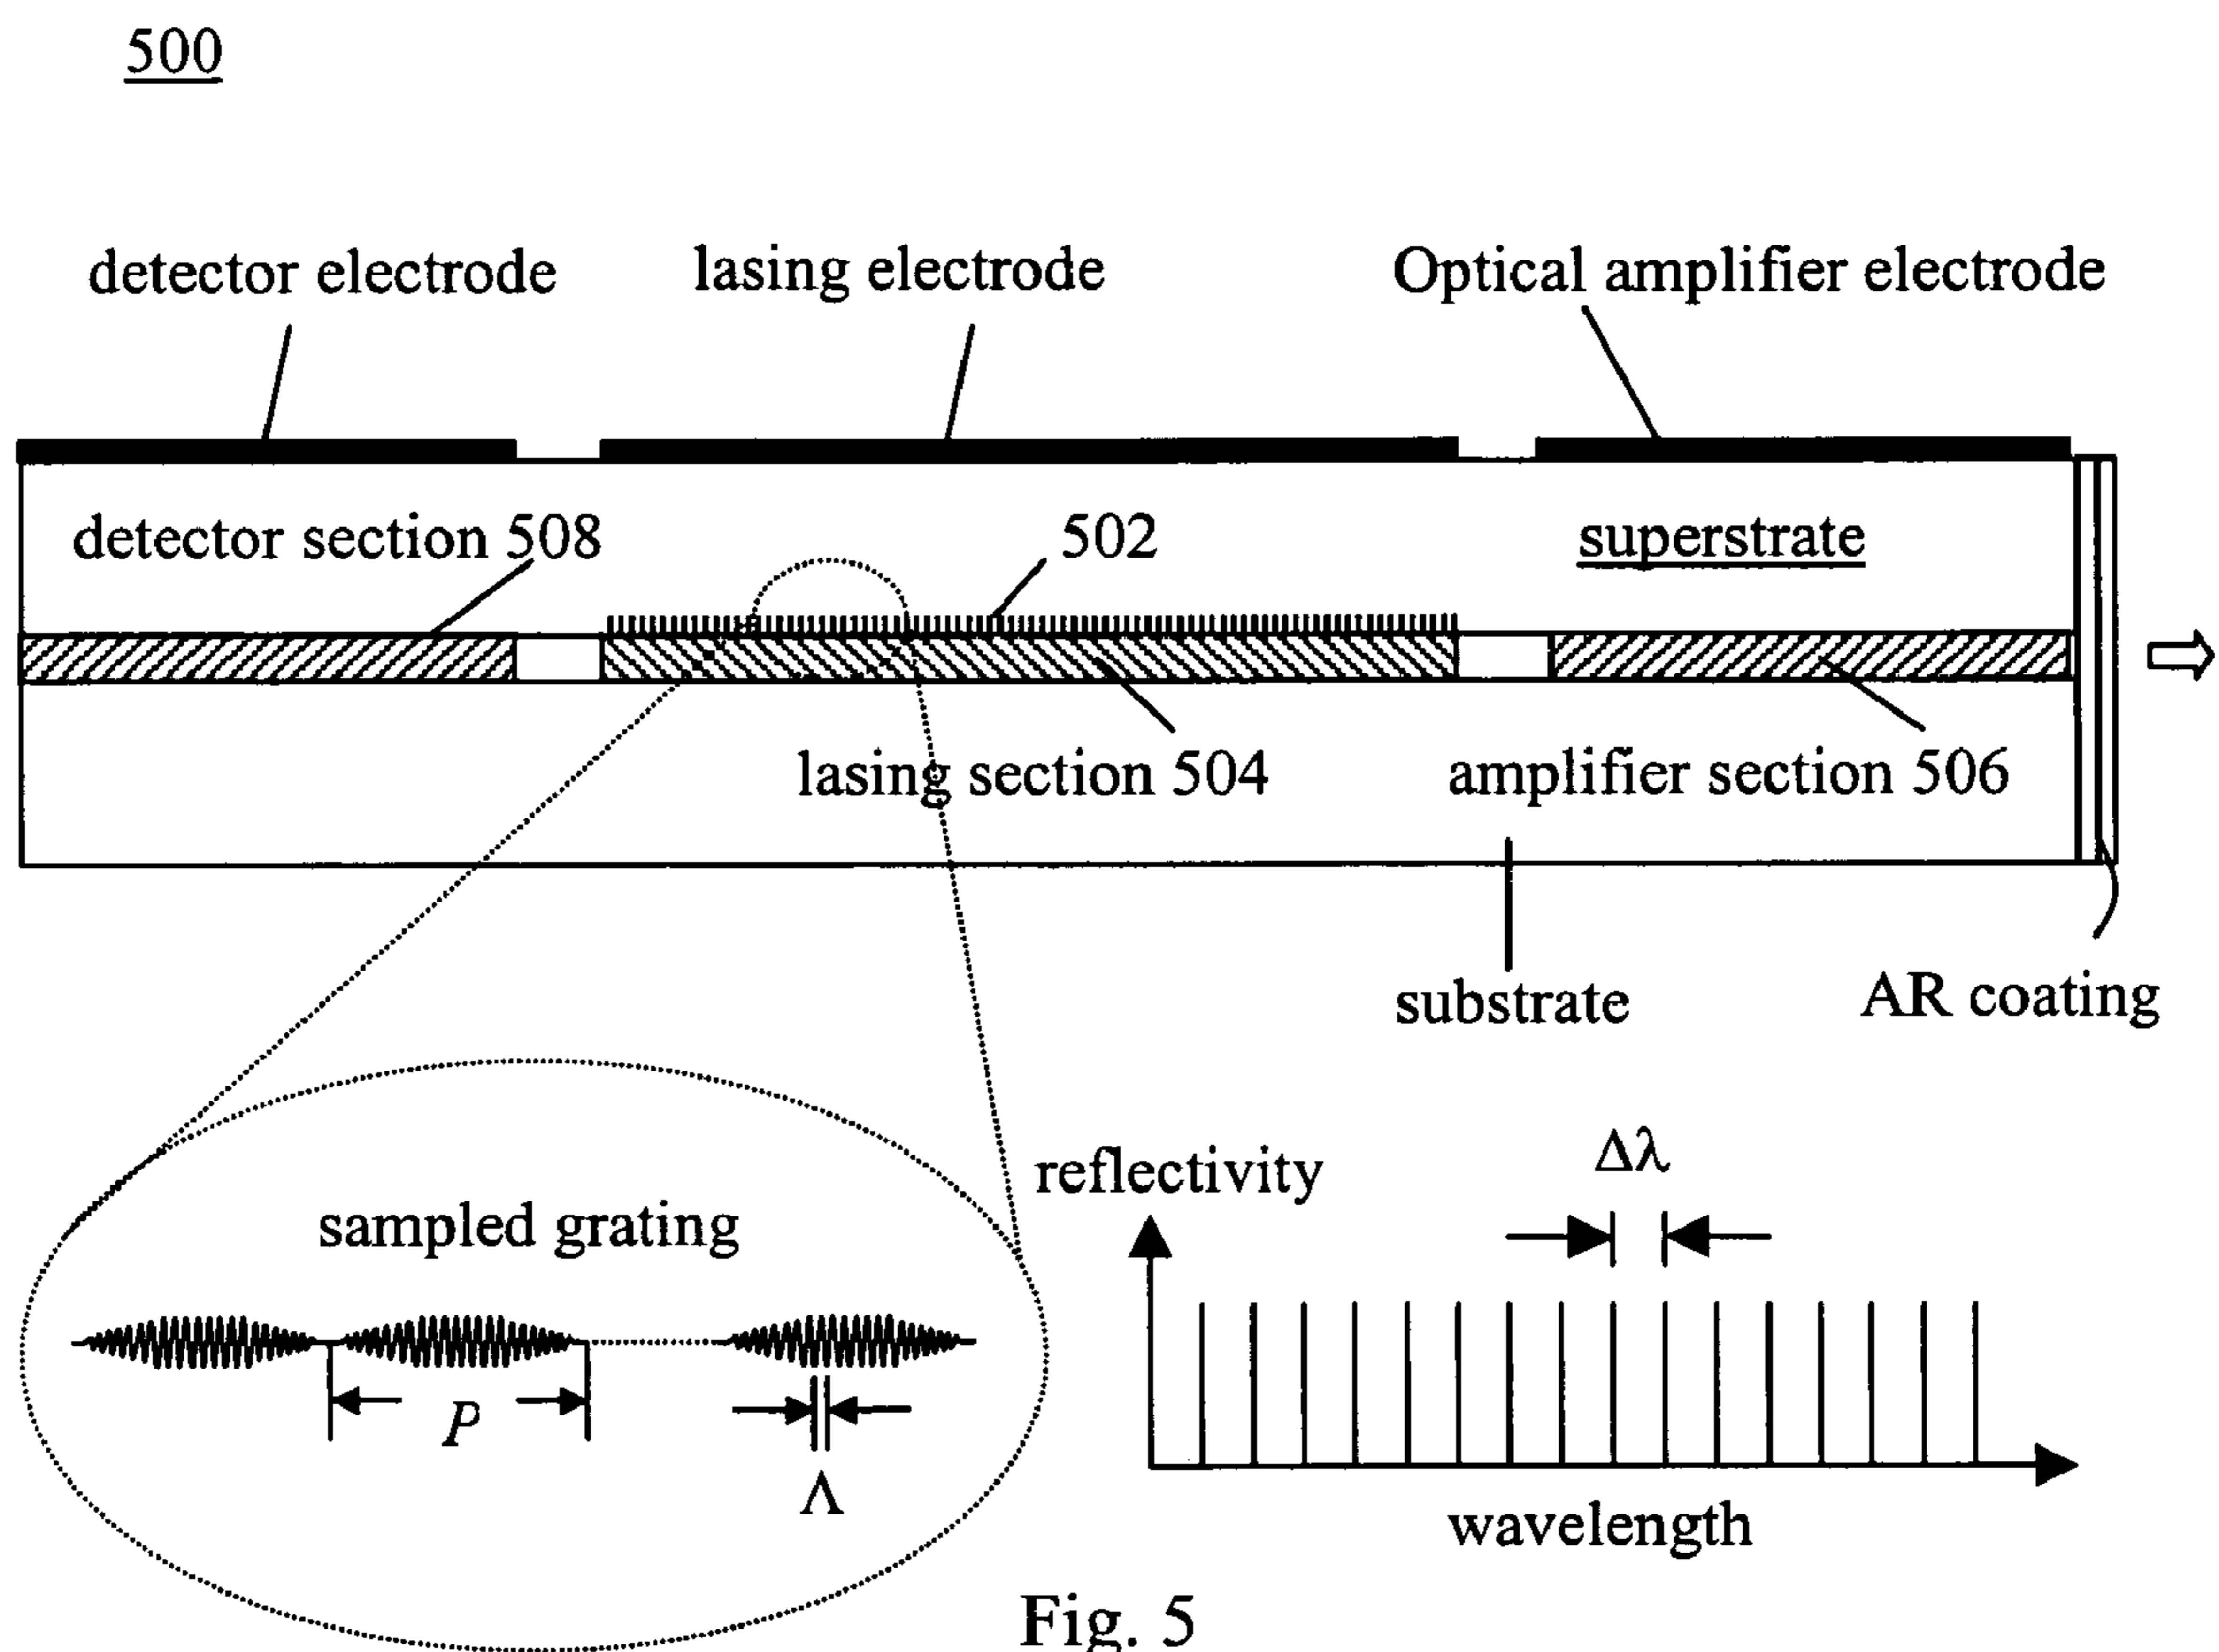 500
detector electrode
lasing electrode
Optical amplifier electrode
detector section 508
502
superstrate
lasing section 504
amplifier section 506
substrate
AR coating
reflectivity
Δλ
sampled grating
P
Λ
wavelength
Fig. 5